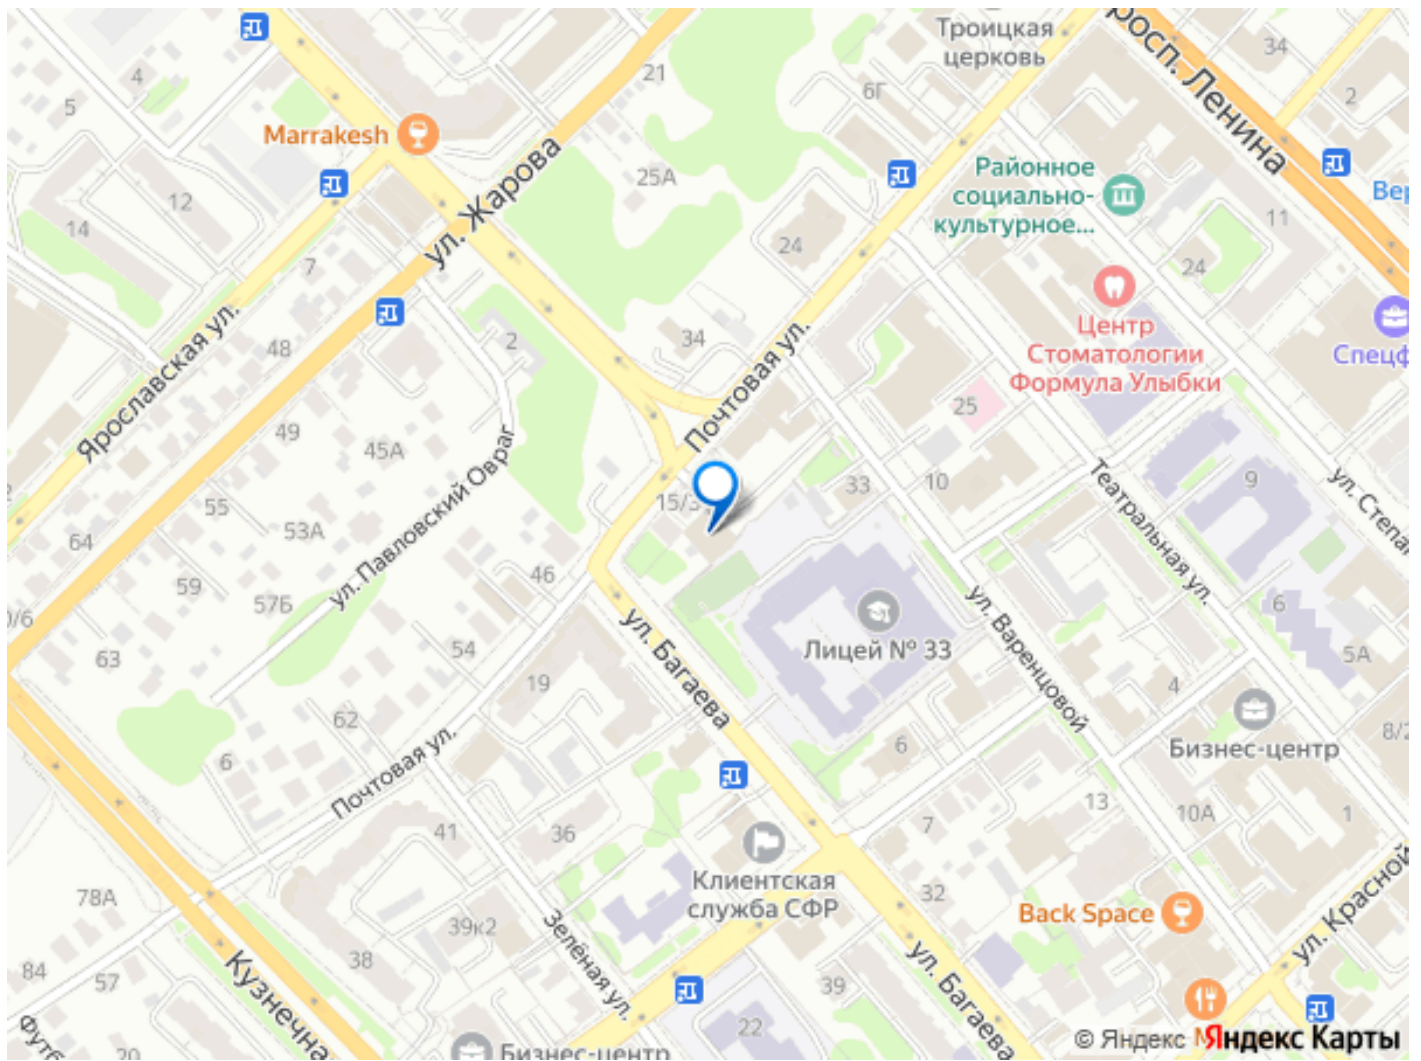 Троицкая
церковь
просп. Ленина
34
4
21
6Г
2
5
Marrakesh
ул. Жарова
Районное
социально-
культурное...
25А
12
Вер
14
11
24
7
24
Ярославская ул.
2
34
Почтовая ул.
Центр
Стоматологии
Формула Улыбки
Спецф
48
25
49
45А
ул. Павловский Овраг
15/3
33
10
9
Театральная ул.
ул. Степа
55
53А
64
59
57Б
46
0/6
6
ул. Багаева
Лицей № 33
ул. Варенцовой
63
54
5А
19
4
62
8/2
Бизнес-центр
6
6
Почтовая ул.
13
10А
1
41
36
7
Клиентская
служба СФР
78А
32
Back Space
ул. Красной
39к2
Зелёная ул.
38
84
57
Кузнечна
39
ул. Багаева
22
Футб
20
Бизнес-центр
© Яндекс
Яндекс Карты